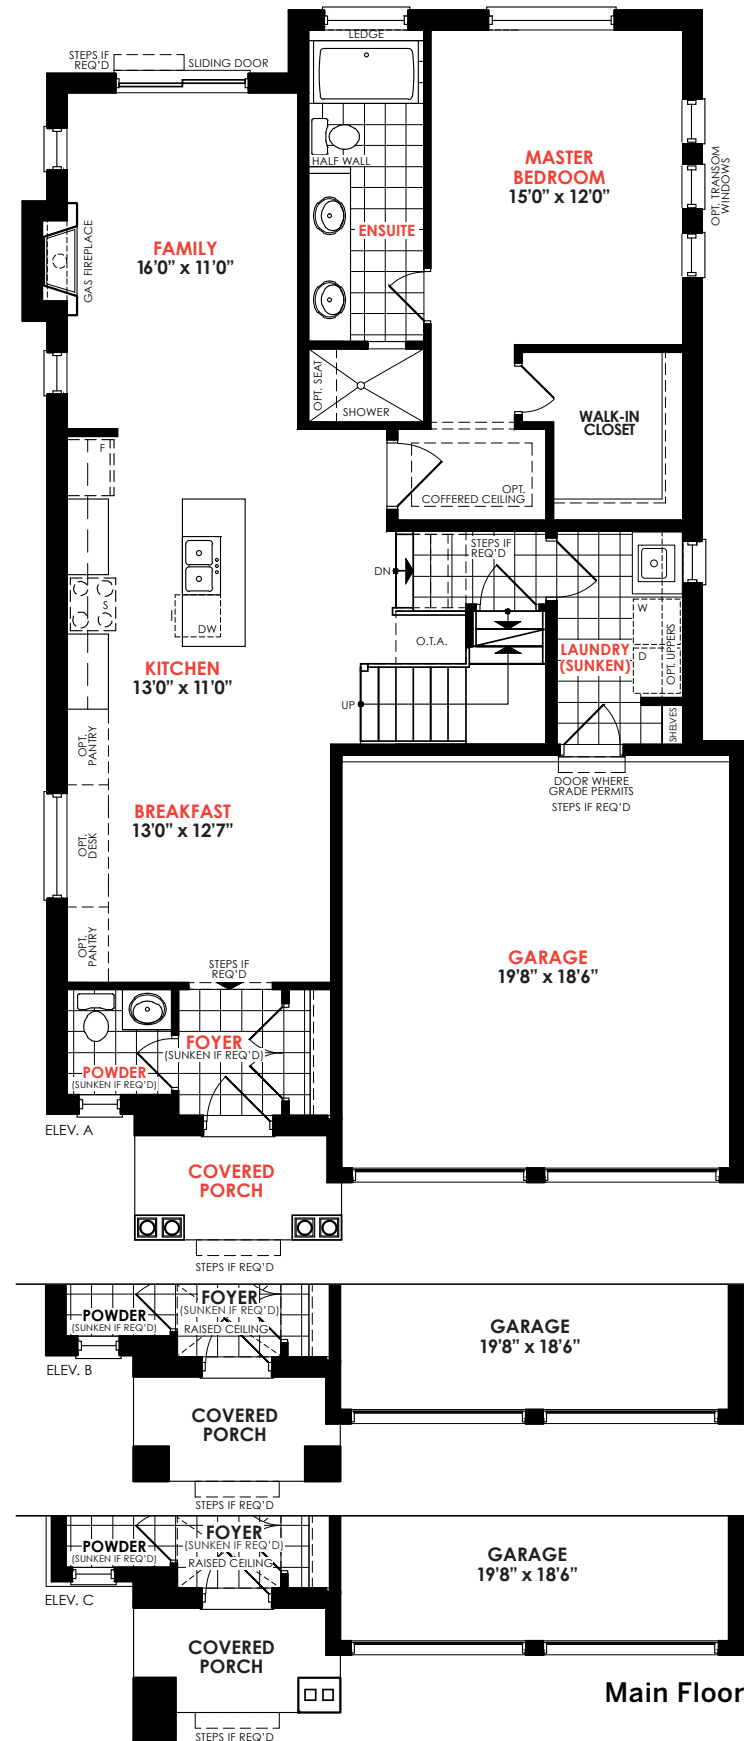 LEDGE
STEPS IF
REQ'D
SLIDING DOOR
MASTER
BEDROOM
15'0" x 12'0"
OPT. TRANSOM
WINDOWS
HALF WALL
ENSUITE
FAMILY
16'0" x 11'0"
GAS FIREPLACE
OPT. SEAT
SHOWER
WALK-IN
CLOSET
F
OPT.
COFFERED CEILING
STEPS IF
REQ'D
DN
S
DW
W
O.T.A.
LAUNDRY
(SUNKEN)
D
OPT. UPPERS
KITCHEN
13'0" x 11'0"
UP
SHELVES
OPT.
PANTRY
DOOR WHERE
GRADE PERMITS
STEPS IF REQ'D
BREAKFAST
13'0" x 12'7"
OPT.
DESK
OPT.
PANTRY
STEPS IF
REQ'D
GARAGE
19'8" x 18'6"
FOYER
(SUNKEN IF REQ'D)
POWDER
(SUNKEN IF REQ'D)
ELEV. A
COVERED
PORCH
STEPS IF REQ'D
FOYER
(SUNKEN IF REQ'D)
RAISED CEILING
POWDER
(SUNKEN IF REQ'D)
GARAGE
19'8" x 18'6"
ELEV. B
COVERED
PORCH
STEPS IF REQ'D
FOYER
(SUNKEN IF REQ'D)
RAISED CEILING
POWDER
(SUNKEN IF REQ'D)
GARAGE
19'8" x 18'6"
ELEV. C
COVERED
PORCH
Main Floor
STEPS IF REQ'D